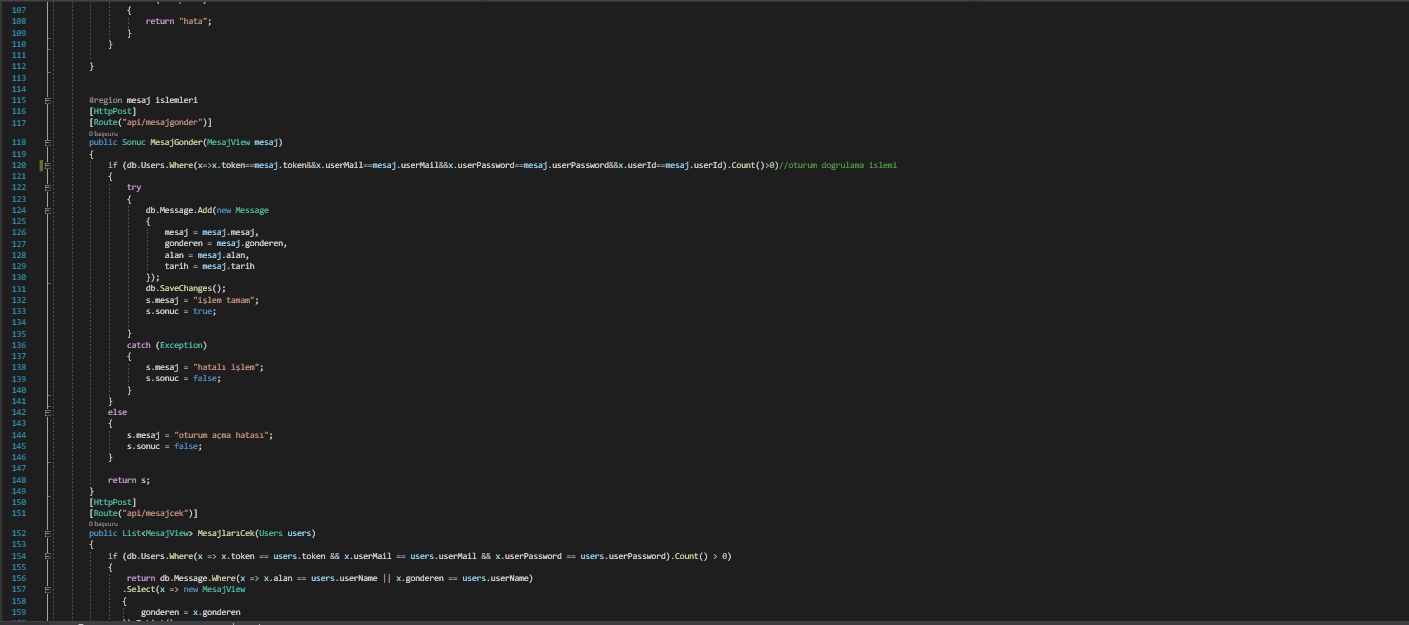 107 {
108 return "hata";
109 }
110 }
111
112 }
113
114
115 #region mesaj islemleri
116 [HttpPost]
117 [Route("api/mesajgonder")]
0 başvuru
118 public Sonuc MesajGonder(MesajView mesaj)
119 {
120 if (db.Users.Where(x=>x.token==mesaj.token&&x.userMail==mesaj.userMail&&x.userPassword==mesaj.userPassword&&x.userId==mesaj.userId).Count()>0)//oturum dogrulama islemi
121 {
122 try
123 {
124 db.Message.Add(new Message
125 {
126 mesaj = mesaj.mesaj,
127 gonderen = mesaj.gonderen,
128 alan = mesaj.alan,
129 tarih = mesaj.tarih
130 });
131 db.SaveChanges();
132 s.mesaj = "işlem tamam";
133 s.sonuc = true;
134
135 }
136 catch (Exception)
137 {
138 s.mesaj = "hatalı işlem";
139 s.sonuc = false;
140 }
141 }
142 else
143 {
144 s.mesaj = "oturum açma hatası";
145 s.sonuc = false;
146 }
147
148 return s;
149 }
150 [HttpPost]
151 [Route("api/mesajcek")]
0 başvuru
152 public List<MesajView> MesajlarıCek(Users users)
153 {
154 if (db.Users.Where(x => x.token == users.token && x.userMail == users.userMail && x.userPassword == users.userPassword).Count() > 0)
155 {
156 return db.Message.Where(x => x.alan == users.userName || x.gonderen == users.userName)
157 .Select(x => new MesajView
158 {
159 gonderen = x.gonderen